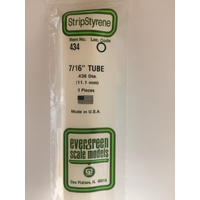 StripStyrene
Item No. Loc. Code
434
7/16" TUBE
.438 Dia.
(11.1 mm)
1 Pieces
Made in U.S.A.
evergreen
scale models
Des Plaines, IL 60018